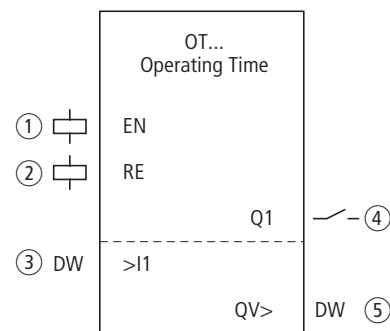 OT...
Operating Time
1 EN
2 RE
Q1 4
3 DW >I1
QV> DW 5